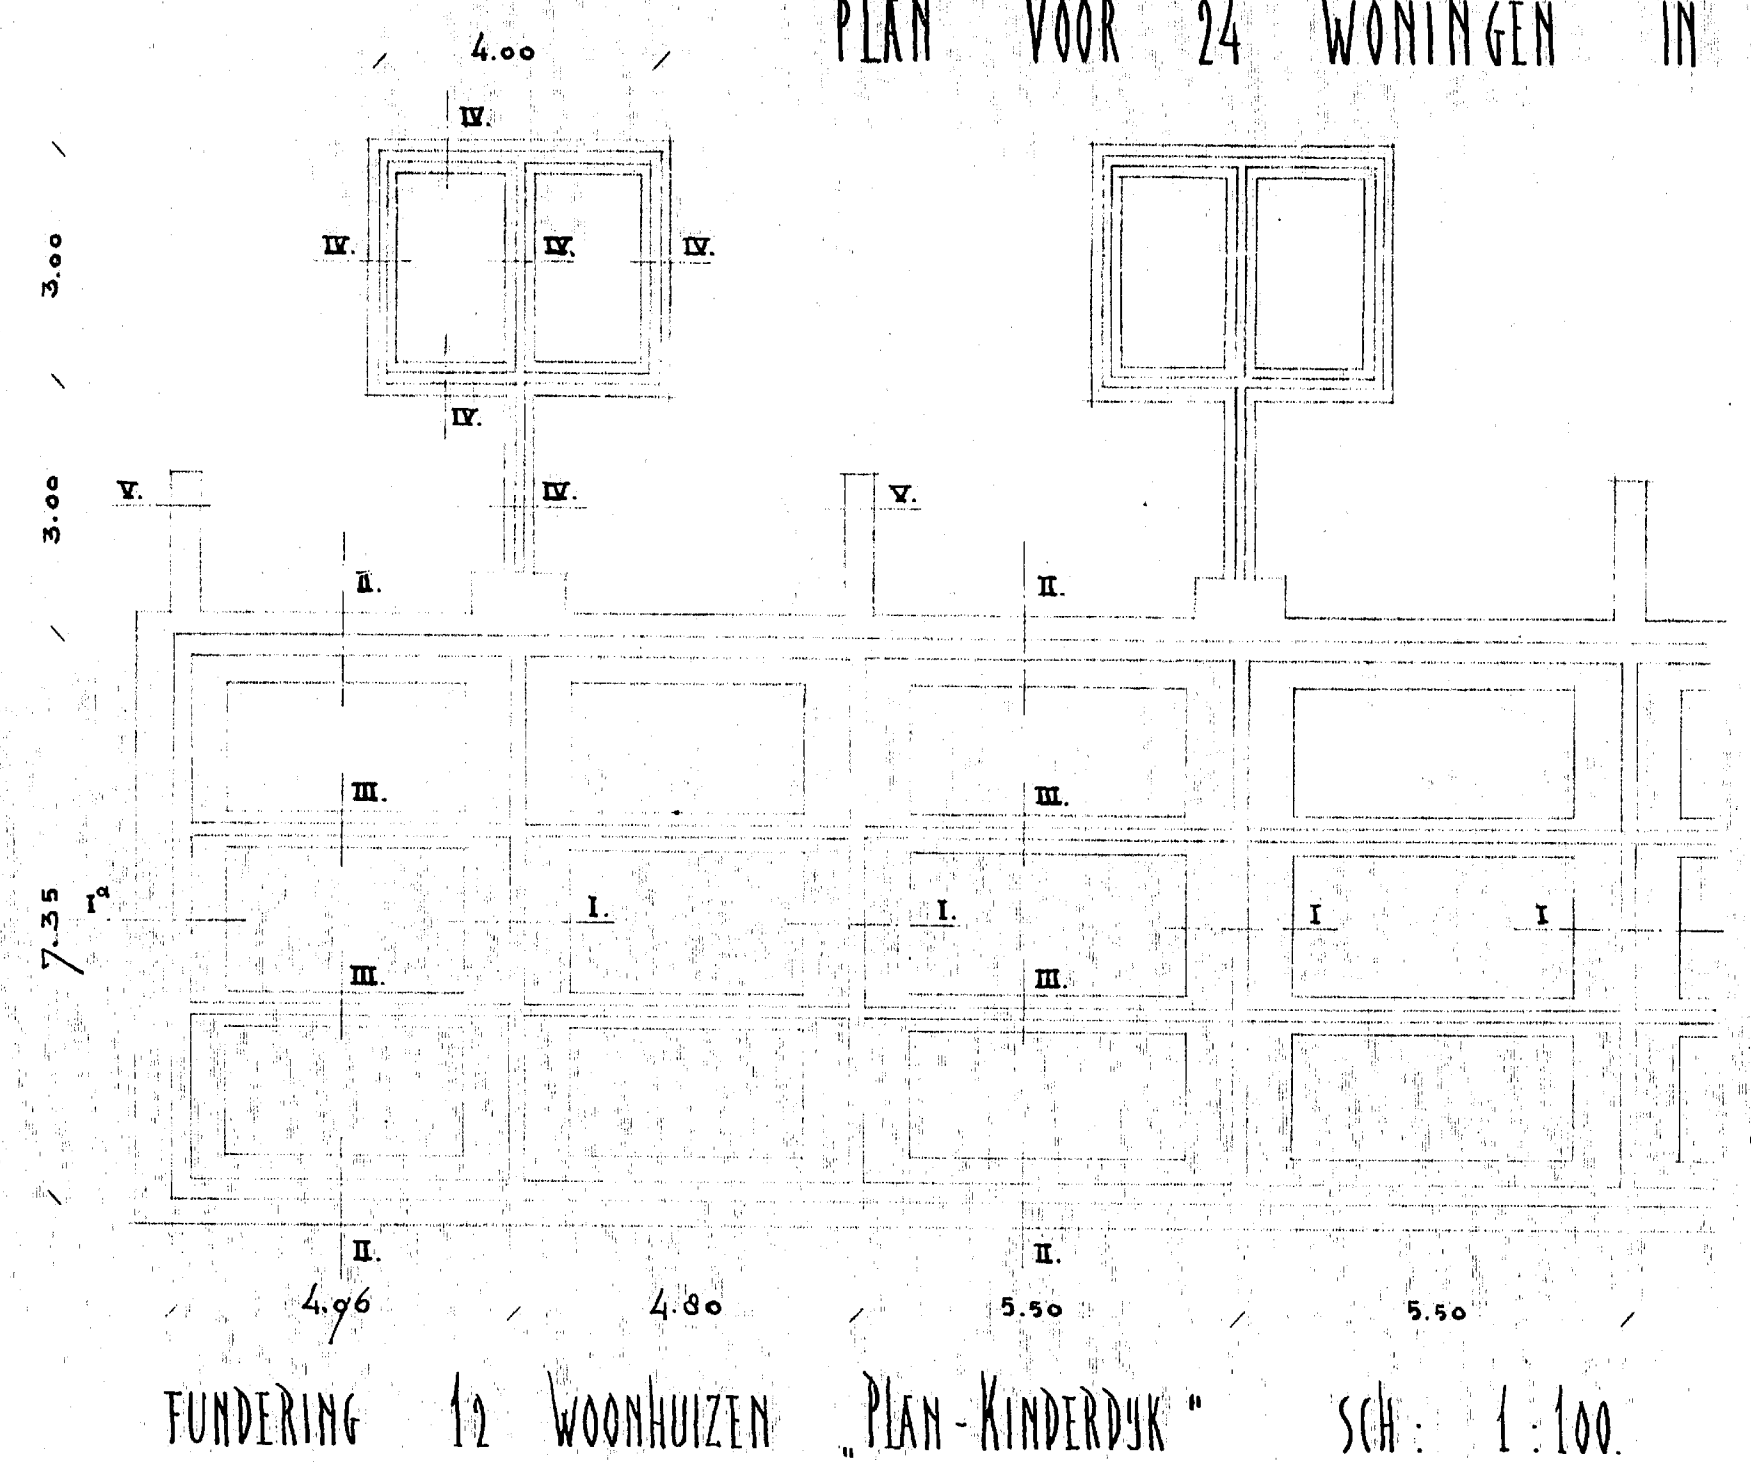 PLAN VOOR 24 WONINGEN IN
4.00
IV.
3.00
IV. IV. IV.
IV.
3.00
V. IV. V.
II. II.
III. III.
7.35
I a I. I. I I
III. III.
II. II.
4.96 4.80 5.50 5.50
FUNDERING 12 WOONHUIZEN „PLAN-KINDERDYK" SCH: 1:100.